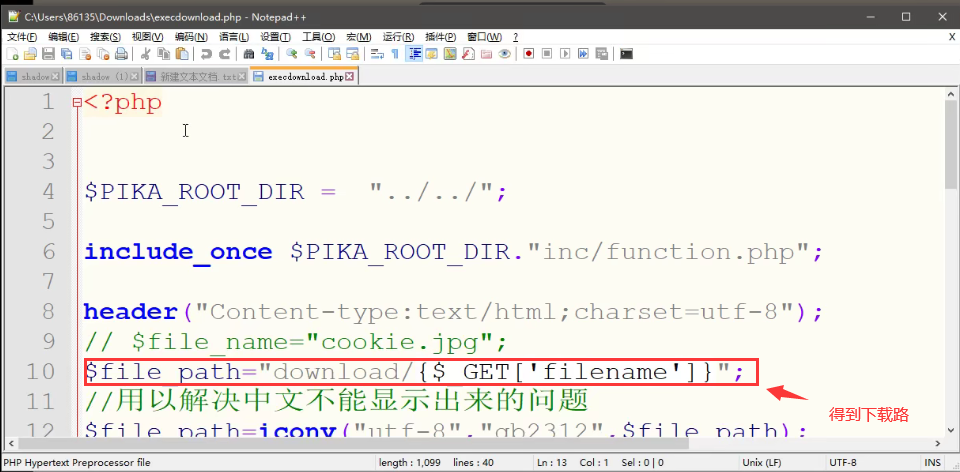 C:\Users\86135\Downloads\execdownload.php - Notepad++
文件(F) 编辑(E) 搜索(S) 视图(V) 编码(N) 语言(L) 设置(T) 工具(O) 宏(M) 运行(R) 插件(P) 窗口(W) ? X
shadow shadow (1) 新建文本文档.txt execdownload.php
1 <?php
2
3
4 $PIKA_ROOT_DIR = "../../";
5
6 include_once $PIKA_ROOT_DIR."inc/function.php";
7
8 header("Content-type:text/html;charset=utf-8");
9 // $file_name="cookie.jpg";
10 $file_path="download/{$_GET['filename']}";
11 //用以解决中文不能显示出来的问题
得到下载路
12 $file_path=iconv("utf-8","gb2312",$file_path);
PHP Hypertext Preprocessor file length : 1,099 lines : 40 Ln : 13 Col : 1 Sel : 0 | 0 Unix (LF) UTF-8 INS